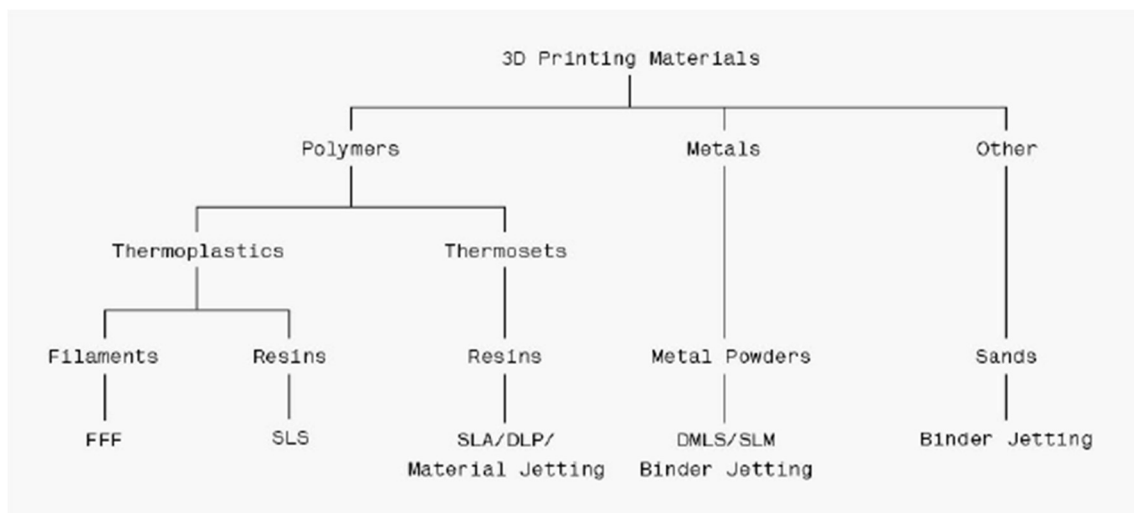 3D Printing Materials
Polymers
Metals
Other
Thermoplastics
Thermosets
Filaments
Resins
Resins
Metal Powders
Sands
FFF
SLS
SLA/DLP/
Material Jetting
DMLS/SLM
Binder Jetting
Binder Jetting